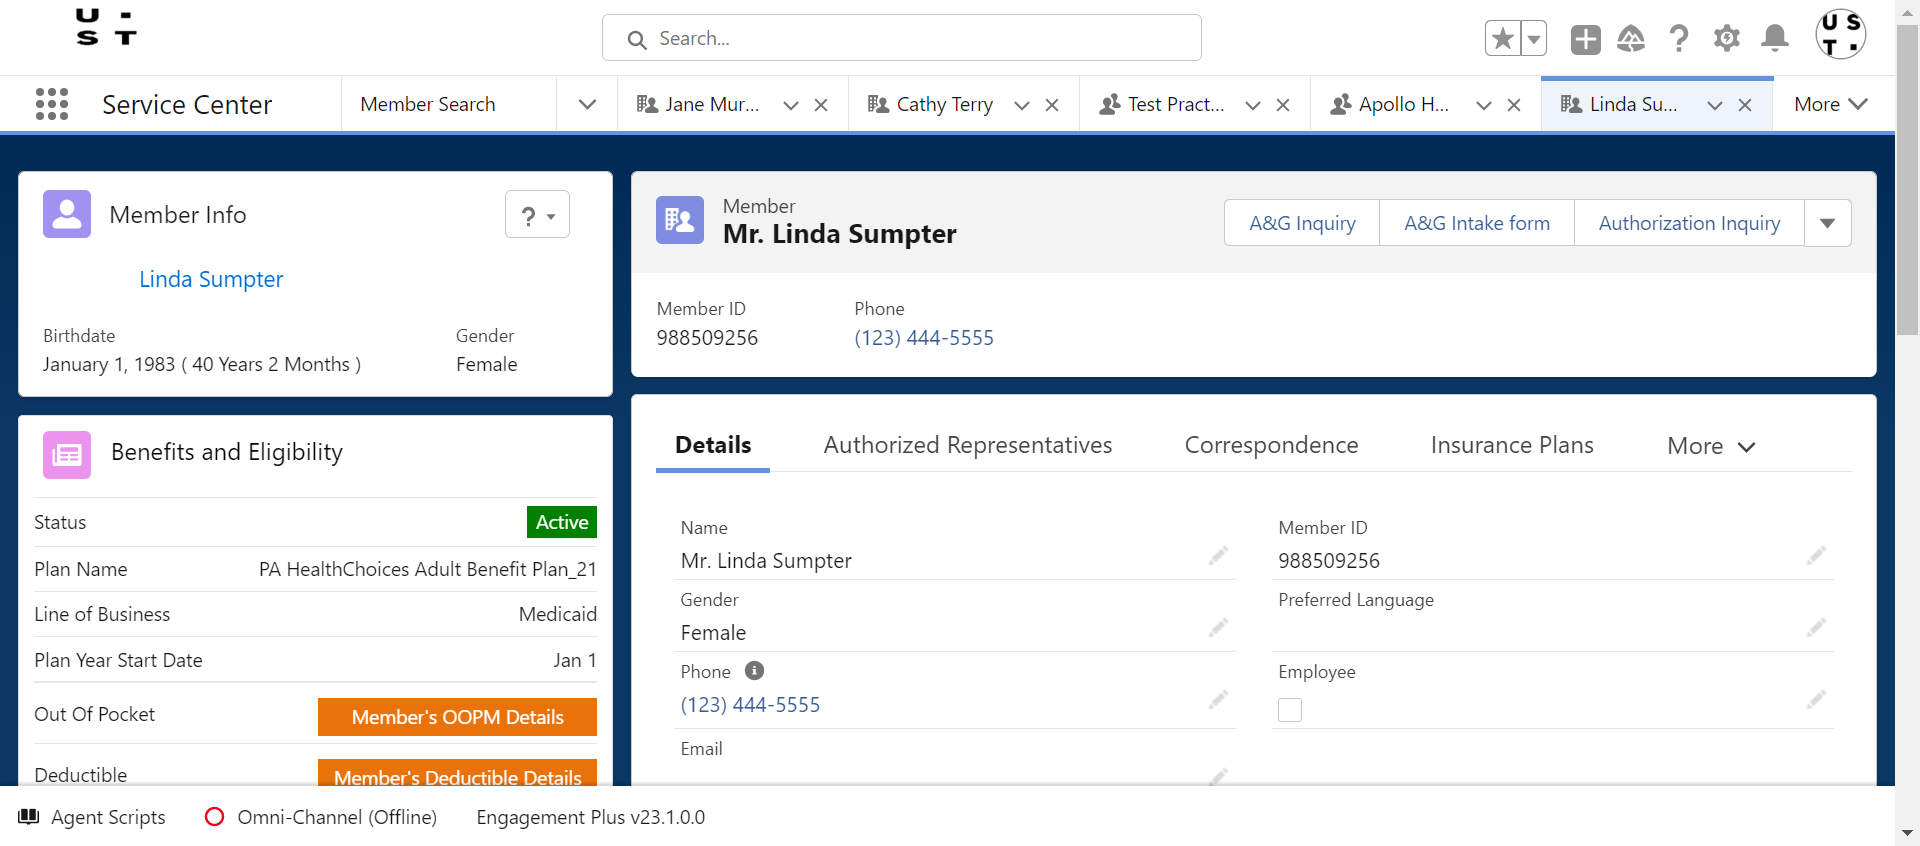 U ·
S T
Search...
U S
T .
Service Center
Member Search
Jane Mur...
Cathy Terry
Test Pract...
Apollo H...
Linda Su...
More
Member Info
?
Linda Sumpter
Birthdate
January 1, 1983 ( 40 Years 2 Months )
Gender
Female
Benefits and Eligibility
Status
Active
Plan Name
PA HealthChoices Adult Benefit Plan_21
Line of Business
Medicaid
Plan Year Start Date
Jan 1
Out Of Pocket
Member's OOPM Details
Deductible
Member's Deductible Details
Member
Mr. Linda Sumpter
A&G Inquiry
A&G Intake form
Authorization Inquiry
Member ID
988509256
Phone
(123) 444-5555
Details
Authorized Representatives
Correspondence
Insurance Plans
More
Name
Mr. Linda Sumpter
Member ID
988509256
Gender
Female
Preferred Language
Phone
(123) 444-5555
Employee
Email
Agent Scripts
Omni-Channel (Offline)
Engagement Plus v23.1.0.0